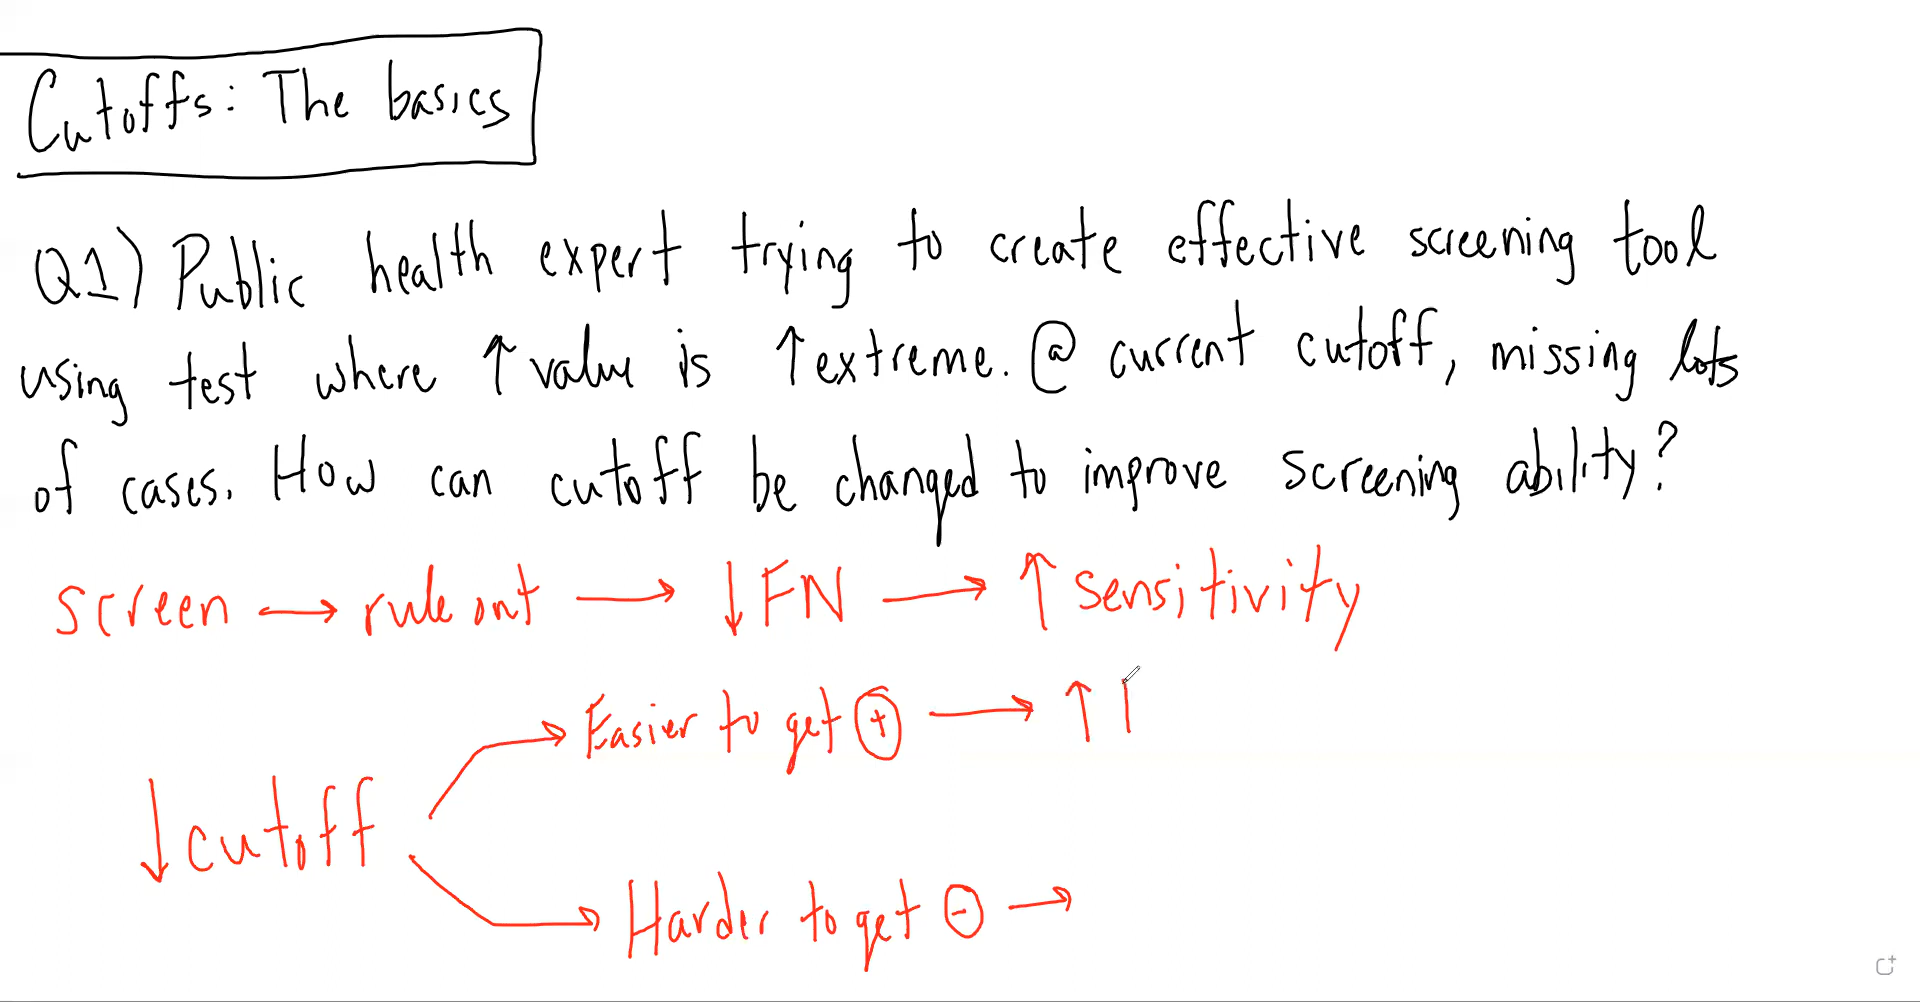 Cutoffs: The basics
Q1) Public health expert trying to create effective screening tool
using test where ↑ value is ↑ extreme. @ current cutoff, missing lots
of cases. How can cutoff be changed to improve screening ability?
screen → rule out → ↓ FN → ↑ sensitivity
Easier to get ⊕ → ↑
↓ cutoff
Harder to get ⊖ →